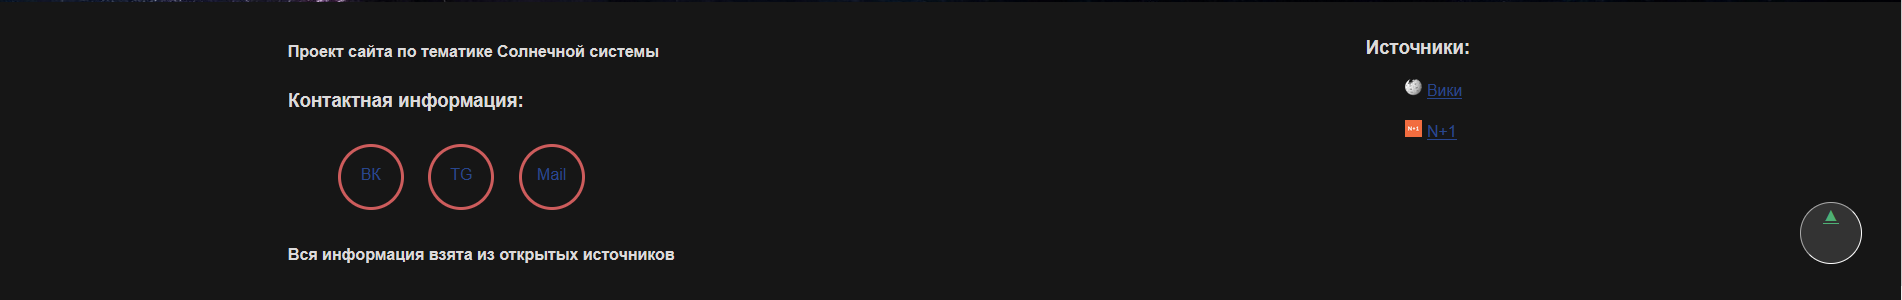 Проект сайта по тематике Солнечной системы
Контактная информация:
ВК
TG
Mail
Вся информация взята из открытых источников
Источники:
Вики
N+1
N+1
▲